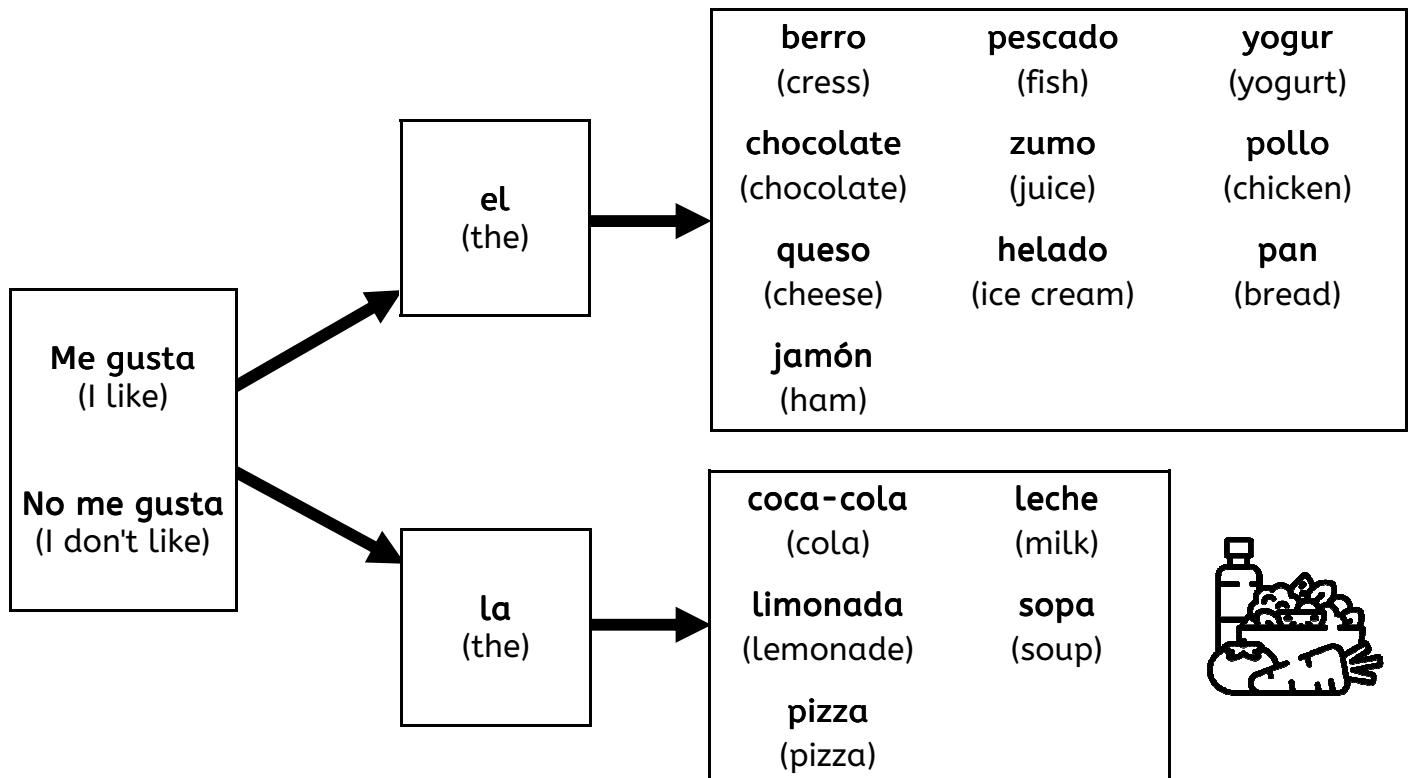 Me gusta
(I like)
No me gusta
(I don't like)
el
(the)
berro pescado yogur
(cress) (fish) (yogurt)
chocolate zumo pollo
(chocolate) (juice) (chicken)
queso helado pan
(cheese) (ice cream) (bread)
jamón
(ham)
la
(the)
coca-cola leche
(cola) (milk)
limonada sopa
(lemonade) (soup)
pizza
(pizza)